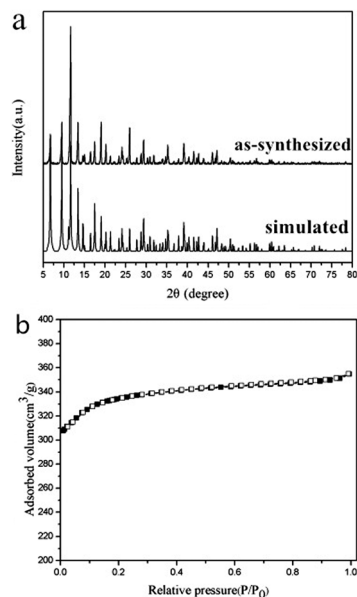 a
Intensity(a.u.)
as-synthesized
simulated
5 10 15 20 25 30 35 40 45 50 55 60 65 70 75 80
2θ (degree)
b
Adsorbed volume(cm³/g)
400
380
360
340
320
300
280
260
240
220
200
0.0 0.2 0.4 0.6 0.8 1.0
Relative pressure(P/P₀)